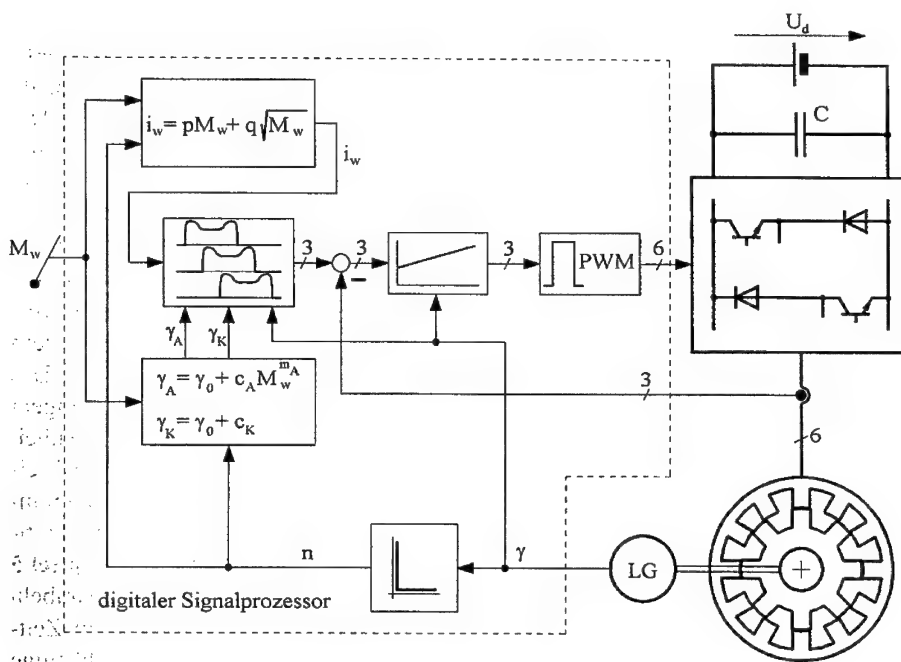 U_d
C
i_w = pM_w + q√M_w
i_w
M_w
3
3
3
PWM
6
γ_A
γ_K
γ_A = γ_0 + c_A M_w^{m_A}
γ_K = γ_0 + c_K
3
6
n
γ
LG
digitaler Signalprozessor